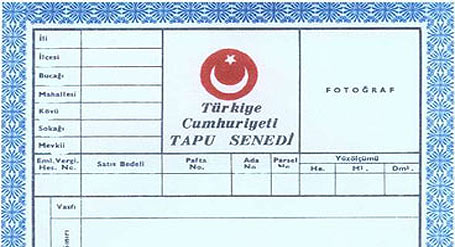 İli
İlçesi
Bucağı
Mahallesi
Köyü
Sokağı
Mevkii
Türkiye
Cumhuriyeti
TAPU SENEDİ
FOTOĞRAF
Eml.Vergi. Hes. No.
Satış Bedeli
Pafta No.
Ada No.
Parsel No.
Yüzölçümü
Ha. M². Dm².
Vasfı
Sınırı